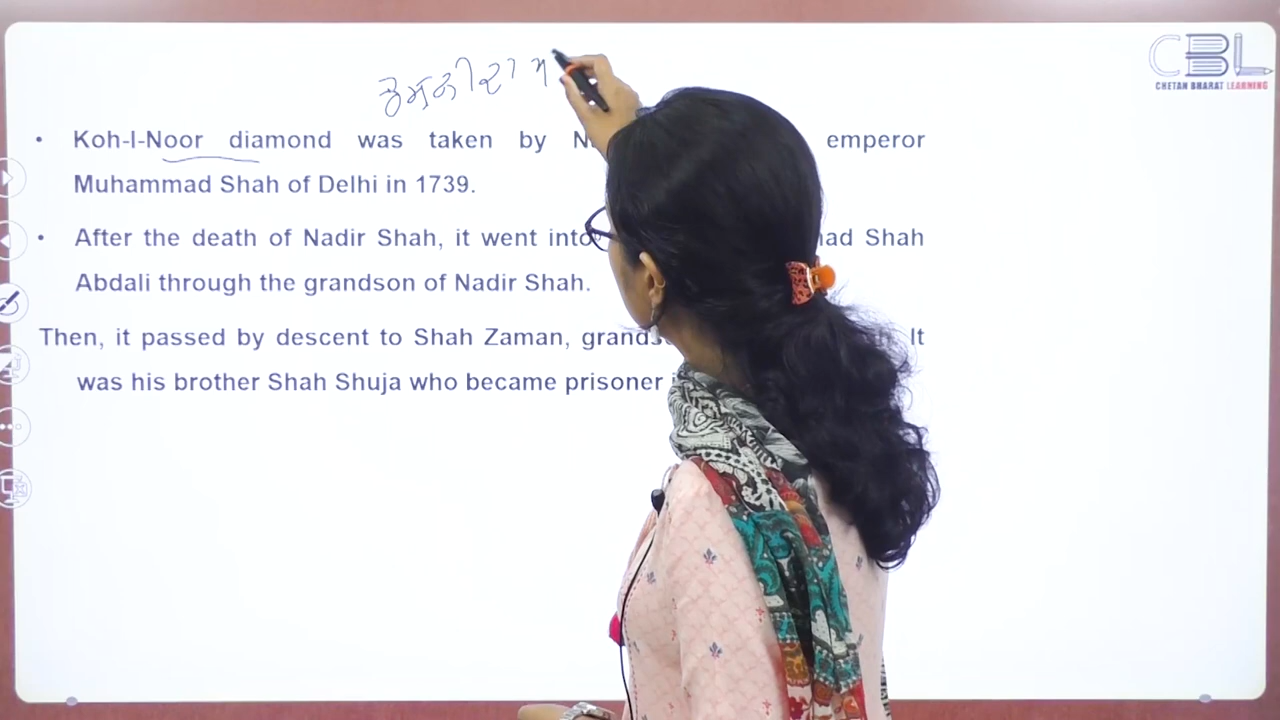 CBL
CHETAN BHARAT LEARNING
• Koh-I-Noor diamond was taken by emperor
Muhammad Shah of Delhi in 1739.
• After the death of Nadir Shah, it went into Shah
Abdali through the grandson of Nadir Shah.
Then, it passed by descent to Shah Zaman, It
was his brother Shah Shuja who became prisoner